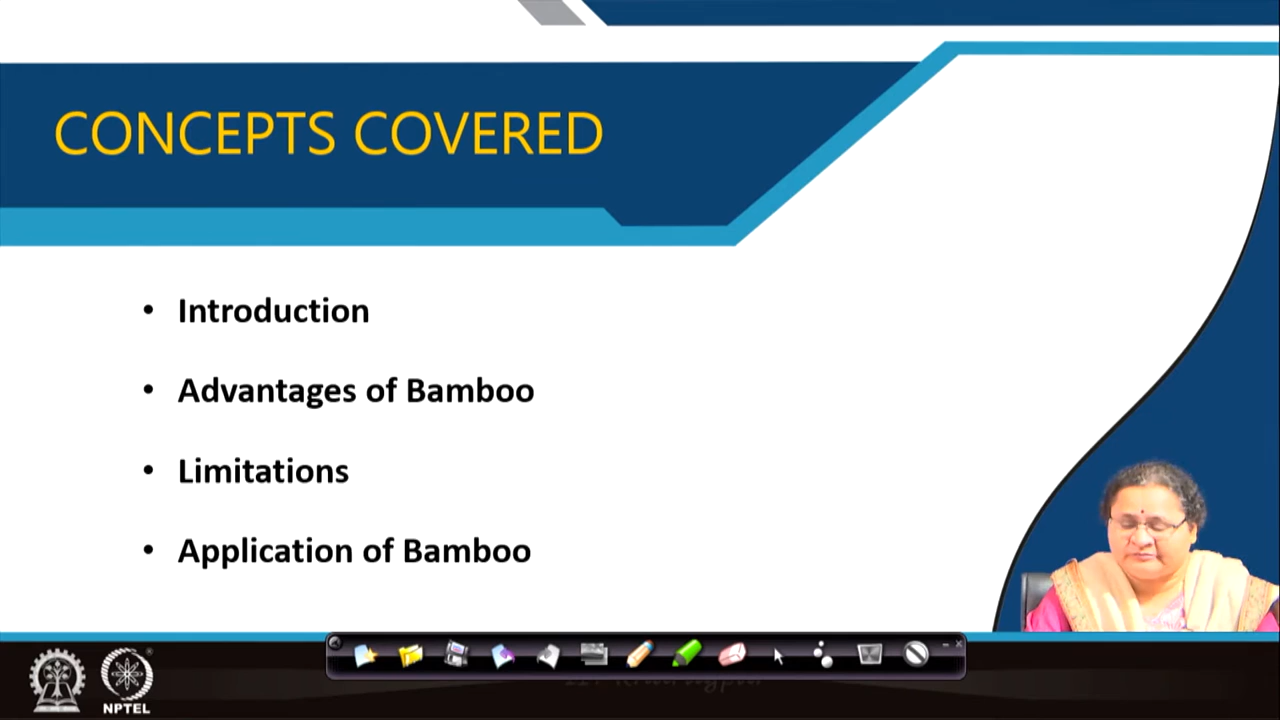 CONCEPTS COVERED
• Introduction
• Advantages of Bamboo
• Limitations
• Application of Bamboo
NPTEL